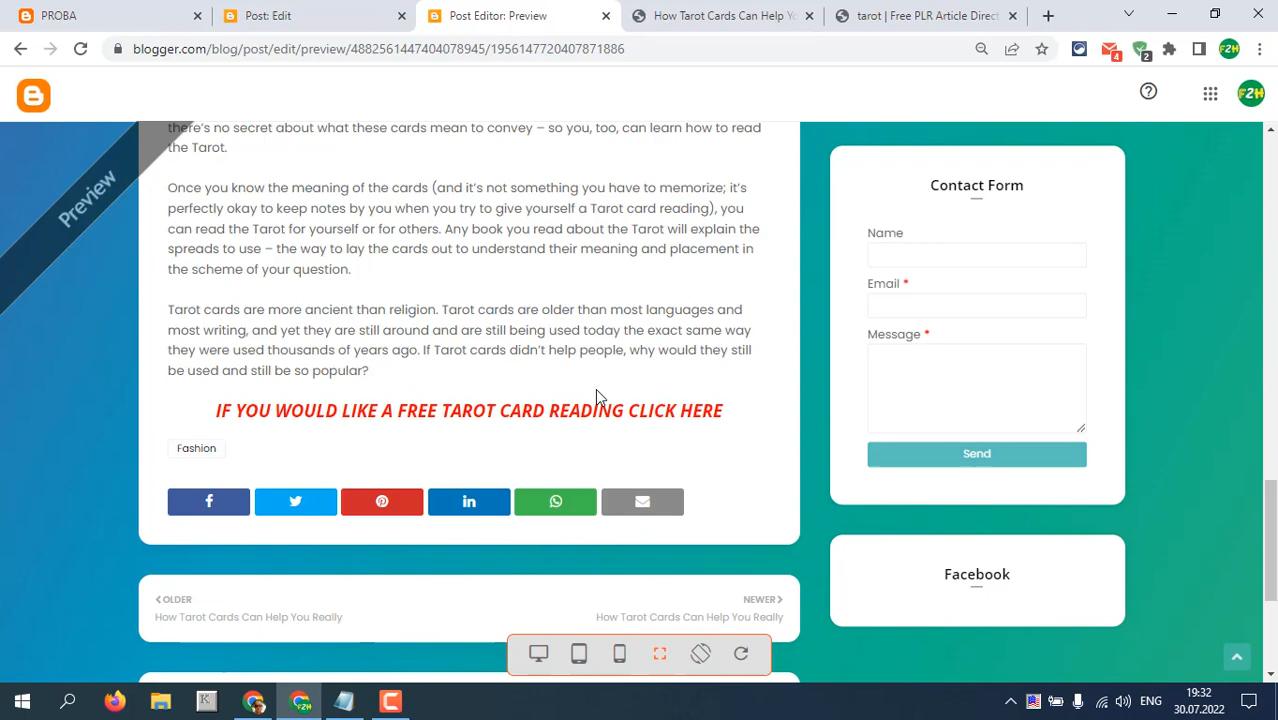 PROBA
Post: Edit
Post Editor: Preview
How Tarot Cards Can Help Yo
tarot | Free PLR Article Direct
blogger.com/blog/post/edit/preview/4882561447404078945/1956147720407871886
4
2
F2H
F2H
Preview
there's no secret about what these cards mean to convey – so you, too, can learn how to read
the Tarot.
Once you know the meaning of the cards (and it's not something you have to memorize; it's
perfectly okay to keep notes by you when you try to give yourself a Tarot card reading), you
can read the Tarot for yourself or for others. Any book you read about the Tarot will explain the
spreads to use – the way to lay the cards out to understand their meaning and placement in
the scheme of your question.
Tarot cards are more ancient than religion. Tarot cards are older than most languages and
most writing, and yet they are still around and are still being used today the exact same way
they were used thousands of years ago. If Tarot cards didn't help people, why would they still
be used and still be so popular?
IF YOU WOULD LIKE A FREE TAROT CARD READING CLICK HERE
Fashion
OLDER
How Tarot Cards Can Help You Really
NEWER
How Tarot Cards Can Help You Really
Contact Form
Name
Email *
Message *
Send
Facebook
ENG
19:32
30.07.2022